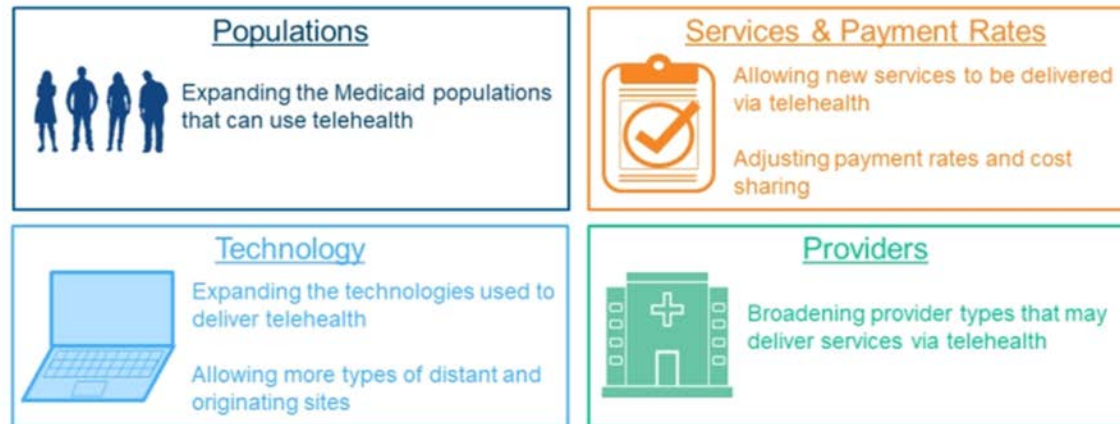 Populations
Expanding the Medicaid populations
that can use telehealth
Services & Payment Rates
Allowing new services to be delivered
via telehealth
Adjusting payment rates and cost
sharing
Technology
Expanding the technologies used to
deliver telehealth
Allowing more types of distant and
originating sites
Providers
Broadening provider types that may
deliver services via telehealth